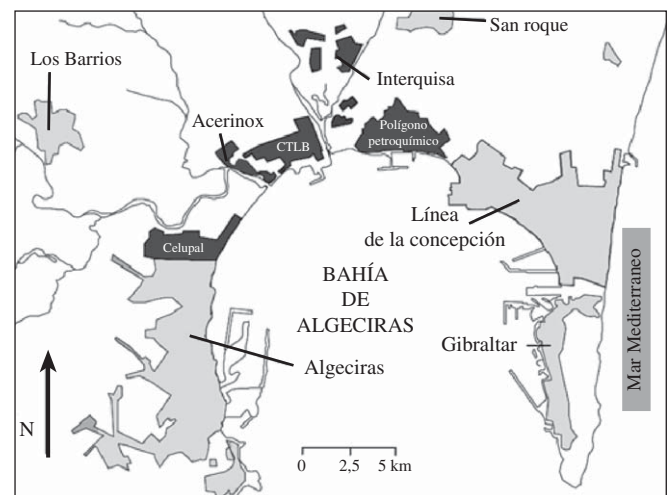 San roque
Los Barrios
Interquisa
Acerinox
CTLB
Polígono
petroquímico
Línea
de la concepción
Celupal
BAHÍA
DE
ALGECIRAS
Gibraltar
Algeciras
Mar Mediterraneo
N
0 2,5 5 km